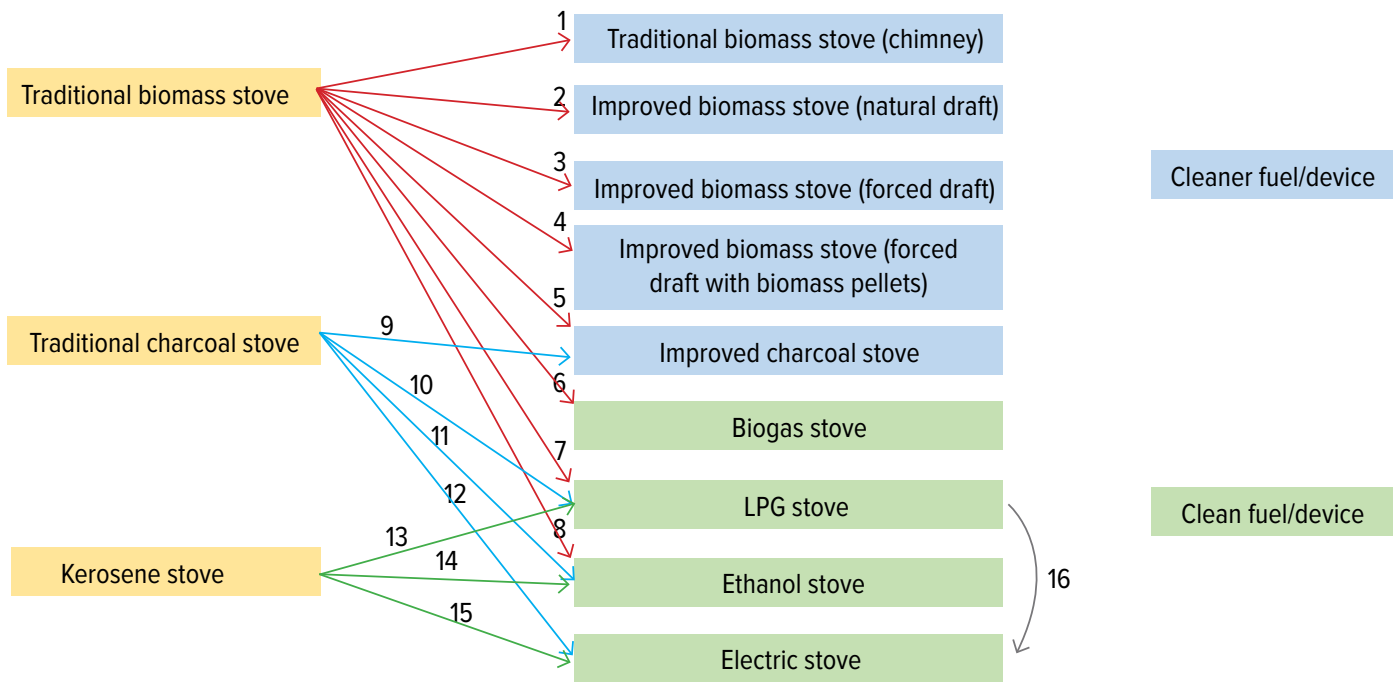 1
Traditional biomass stove (chimney)
Traditional biomass stove
2
Improved biomass stove (natural draft)
3
Improved biomass stove (forced draft)
Cleaner fuel/device
4
Improved biomass stove (forced
draft with biomass pellets)
5
Traditional charcoal stove
9
Improved charcoal stove
10
6
Biogas stove
11
7
12
LPG stove
Clean fuel/device
8
13
Kerosene stove
14
Ethanol stove
16
15
Electric stove